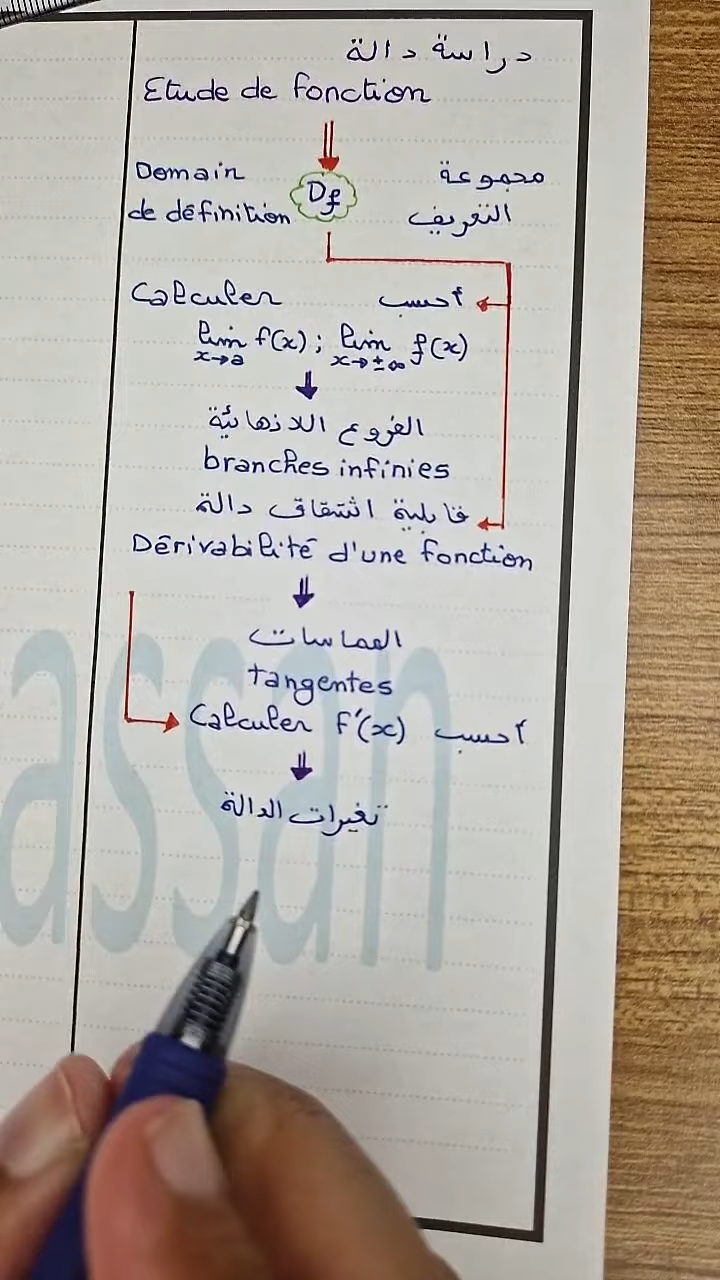 دراسة دالة
Etude de fonction
Domain
de définition
Df
مجموعة
التعريف
Calculer أحسب
lim f(x) ; lim f(x)
x→a x→±∞
الفروع اللانهائية
branches infinies
قابلية اشتقاق دالة
Dérivabilité d'une fonction
المماسات
tangentes
Calculer f'(x) أحسب
تغيرات الدالة
assan